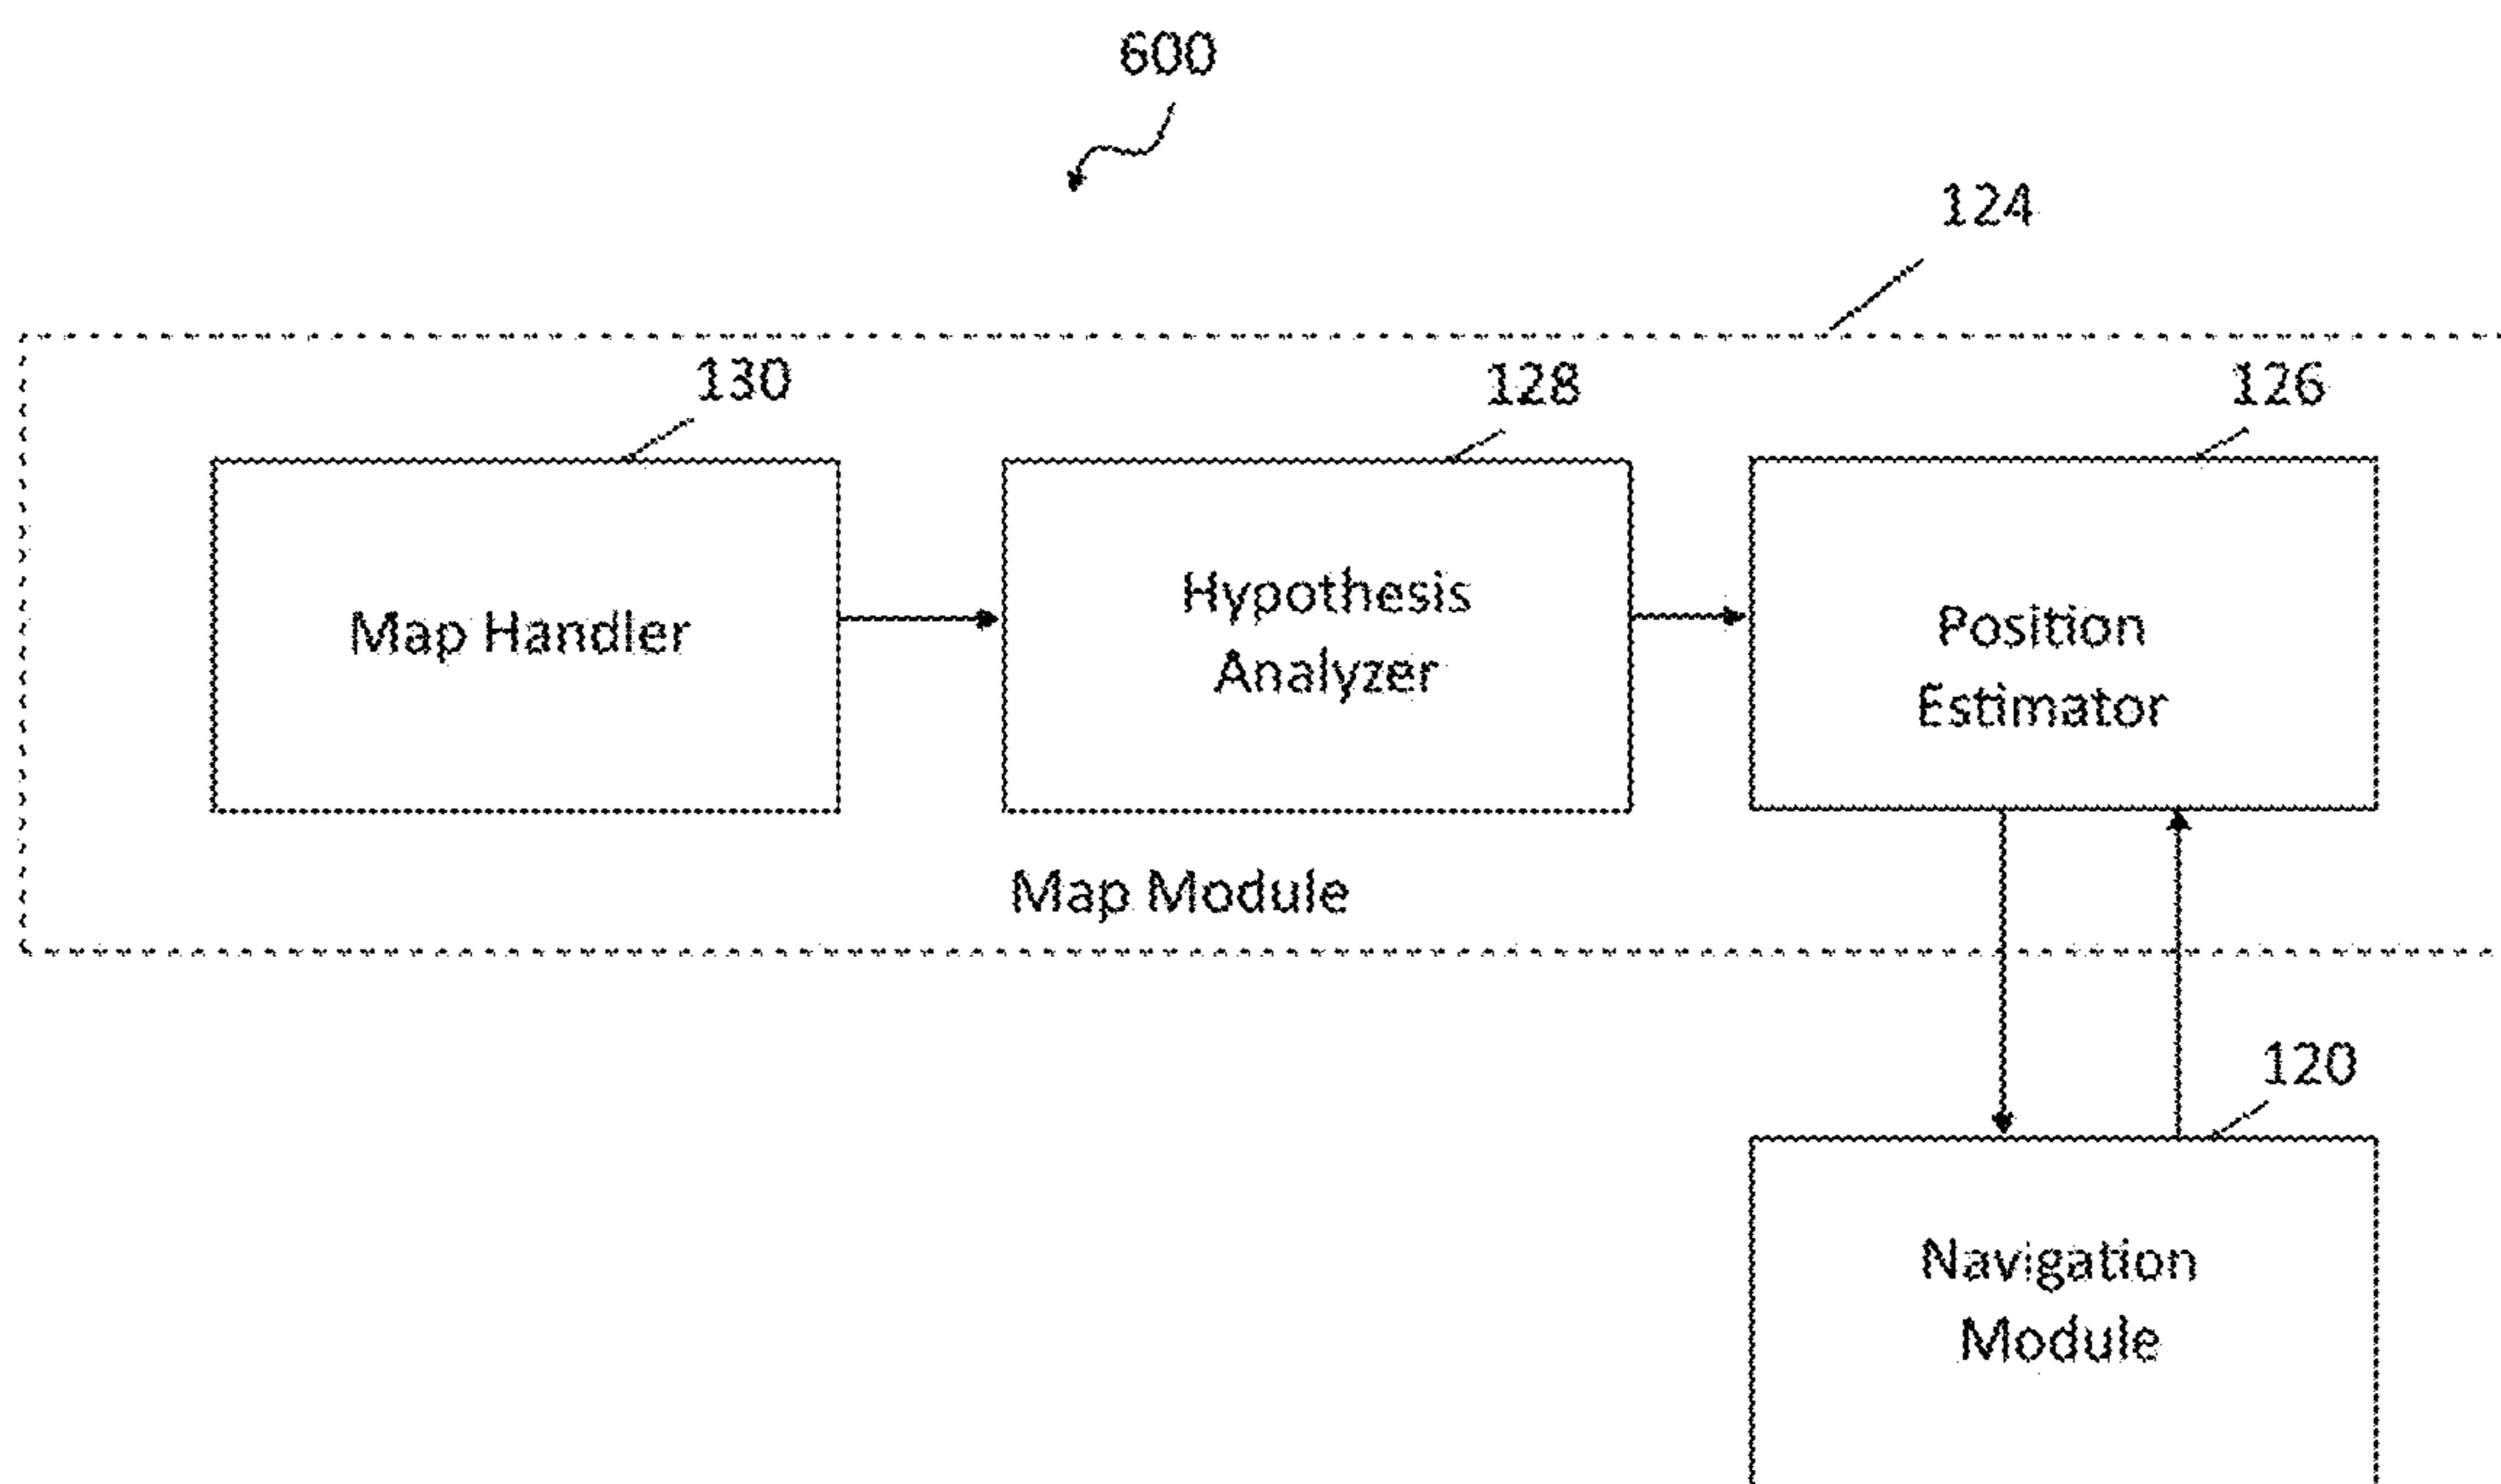 600
124
130
128
126
Map Handler
Hypothesis
Analyzer
Position
Estimator
Map Module
120
Navigation
Module